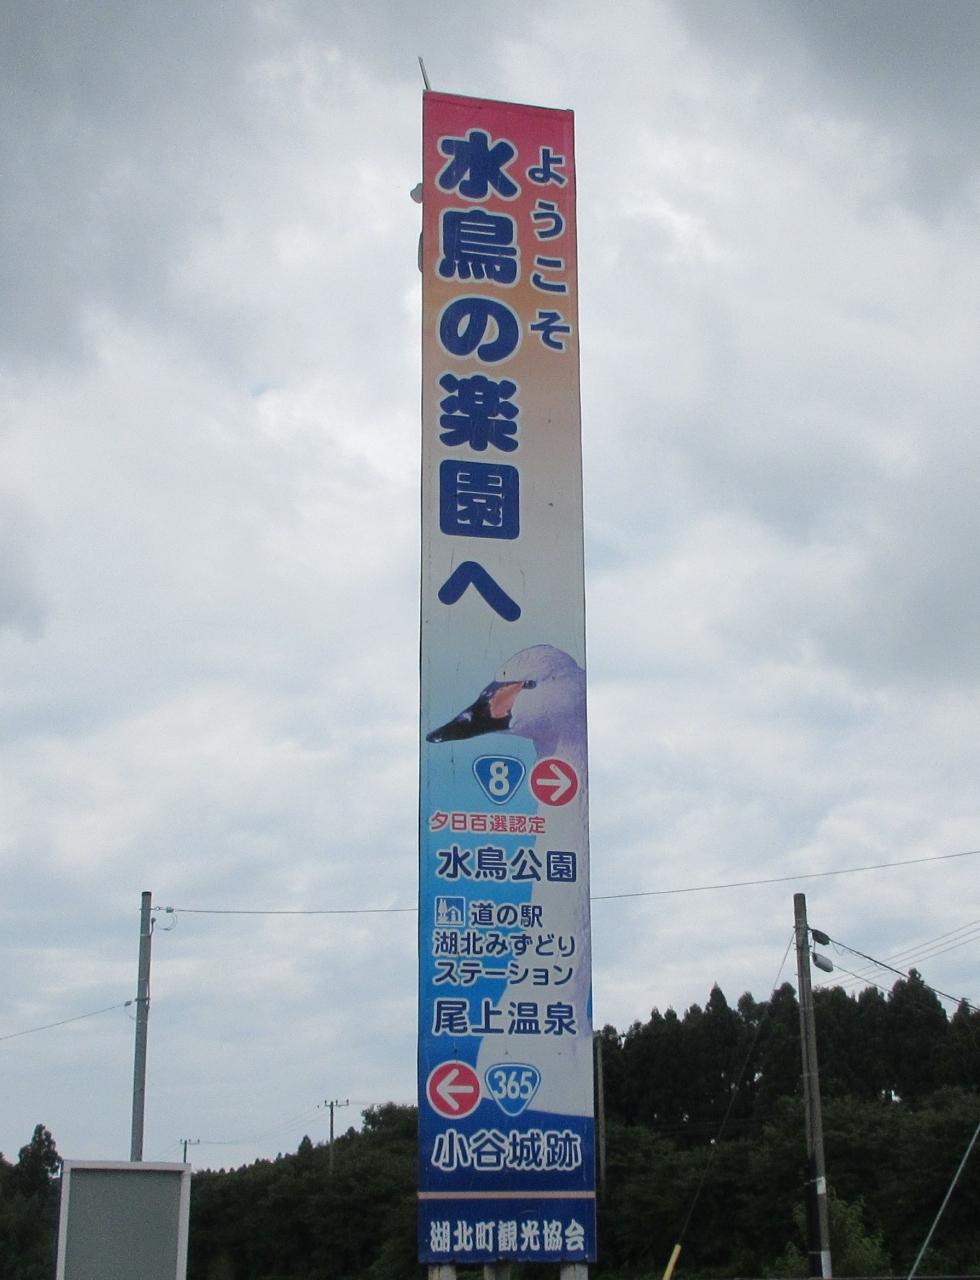 ようこそ
水鳥の楽園へ
8
夕日百選認定
水鳥公園
道の駅
湖北みずどり
ステーション
尾上温泉
365
小谷城跡
湖北町観光協会